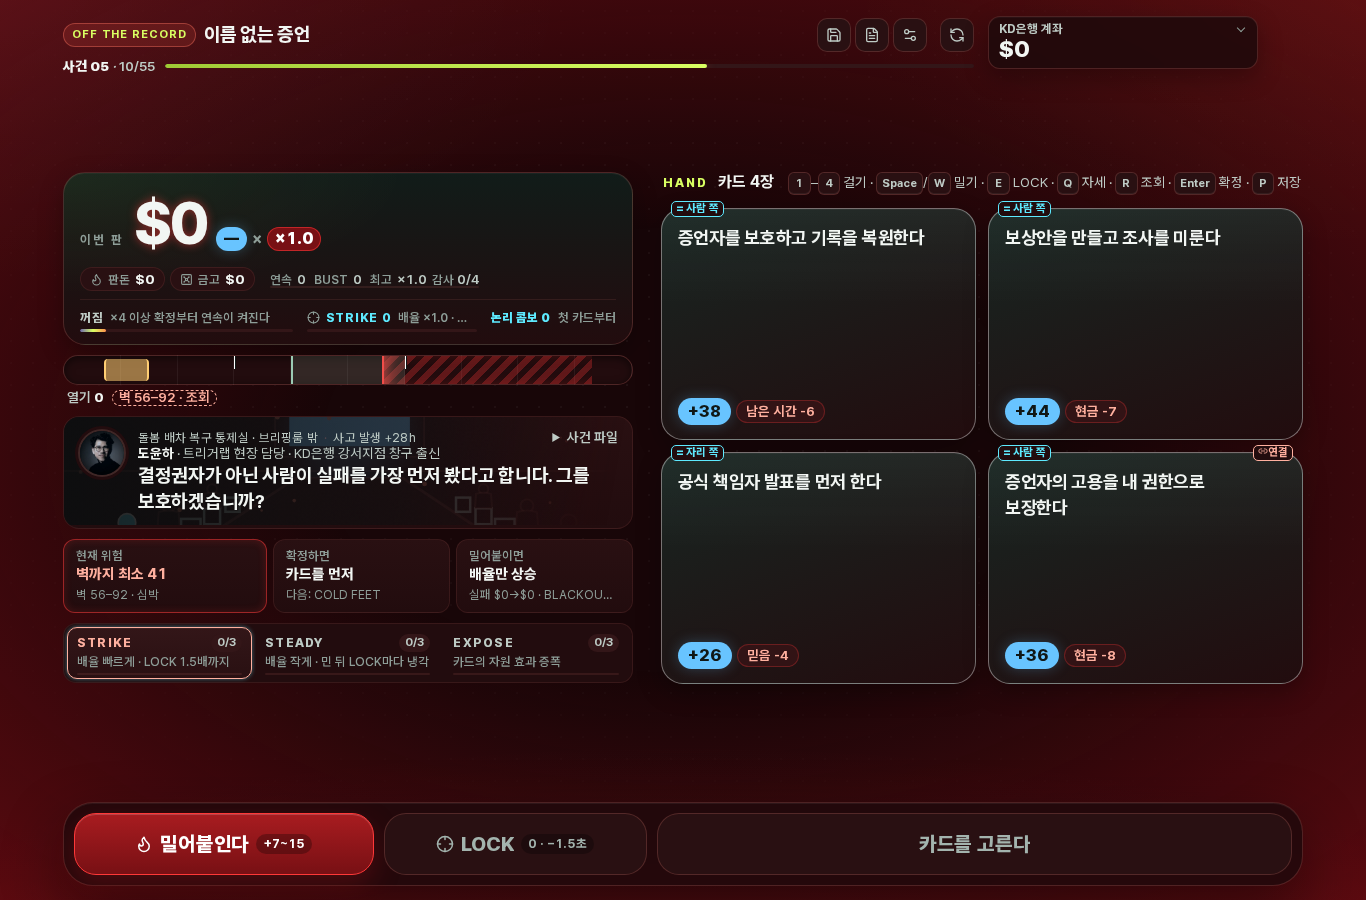 OFF THE RECORD 이름 없는 증언
사건 05 · 10/55
KD은행 계좌
$0
이번 판 $0 — × ×1.0
판돈 $0 금고 $0 연속 0 BUST 0 최고 ×1.0 감사 0/4
꺼짐 ×4 이상 확정부터 연속이 켜진다 STRIKE 0 배율 ×1.0 · ... 논리 콤보 0 첫 카드부터
열기 0 벽 56–92 · 조회
돌봄 배차 복구 통제실 · 브리핑룸 밖 · 사고 발생 +28h ▶ 사건 파일
도윤하 · 트리거랩 현장 담당 · KD은행 강서지점 창구 출신
결정권자가 아닌 사람이 실패를 가장 먼저 봤다고 합니다. 그를
보호하겠습니까?
현재 위험
벽까지 최소 41
벽 56–92 · 심박
확정하면
카드를 먼저
다음: COLD FEET
밀어붙이면
배율만 상승
실패 $0→$0 · BLACKOU...
STRIKE 0/3
배율 빠르게 · LOCK 1.5배까지
STEADY 0/3
배율 작게 · 민 뒤 LOCK마다 냉각
EXPOSE 0/3
카드의 자원 효과 증폭
HAND 카드 4장 1–4 걸기 · Space/W 밀기 · E LOCK · Q 자세 · R 조회 · Enter 확정 · P 저장
= 사람 쪽
증언자를 보호하고 기록을 복원한다
+38 남은 시간 -6
= 사람 쪽
보상안을 만들고 조사를 미룬다
+44 현금 -7
= 자리 쪽
공식 책임자 발표를 먼저 한다
+26 믿음 -4
= 사람 쪽 연결
증언자의 고용을 내 권한으로
보장한다
+36 현금 -8
밀어붙인다 +7~15
LOCK 0 · −1.5초
카드를 고른다